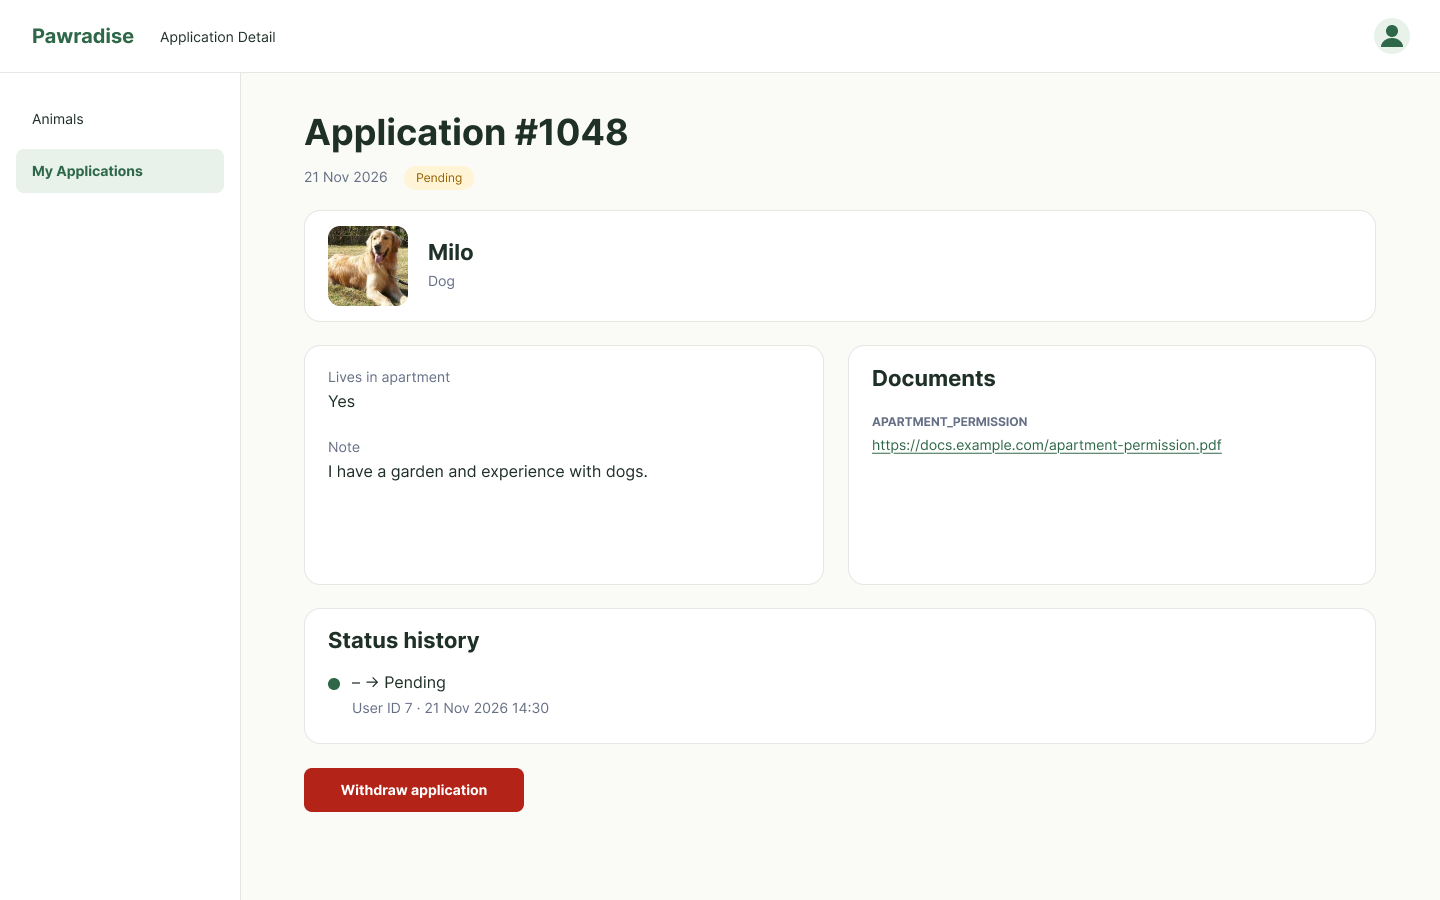 Pawradise
Application Detail
Animals
My Applications
Application #1048
21 Nov 2026
Pending
Milo
Dog
Lives in apartment
Yes
Note
I have a garden and experience with dogs.
Documents
APARTMENT_PERMISSION
https://docs.example.com/apartment-permission.pdf
Status history
– → Pending
User ID 7 · 21 Nov 2026 14:30
Withdraw application